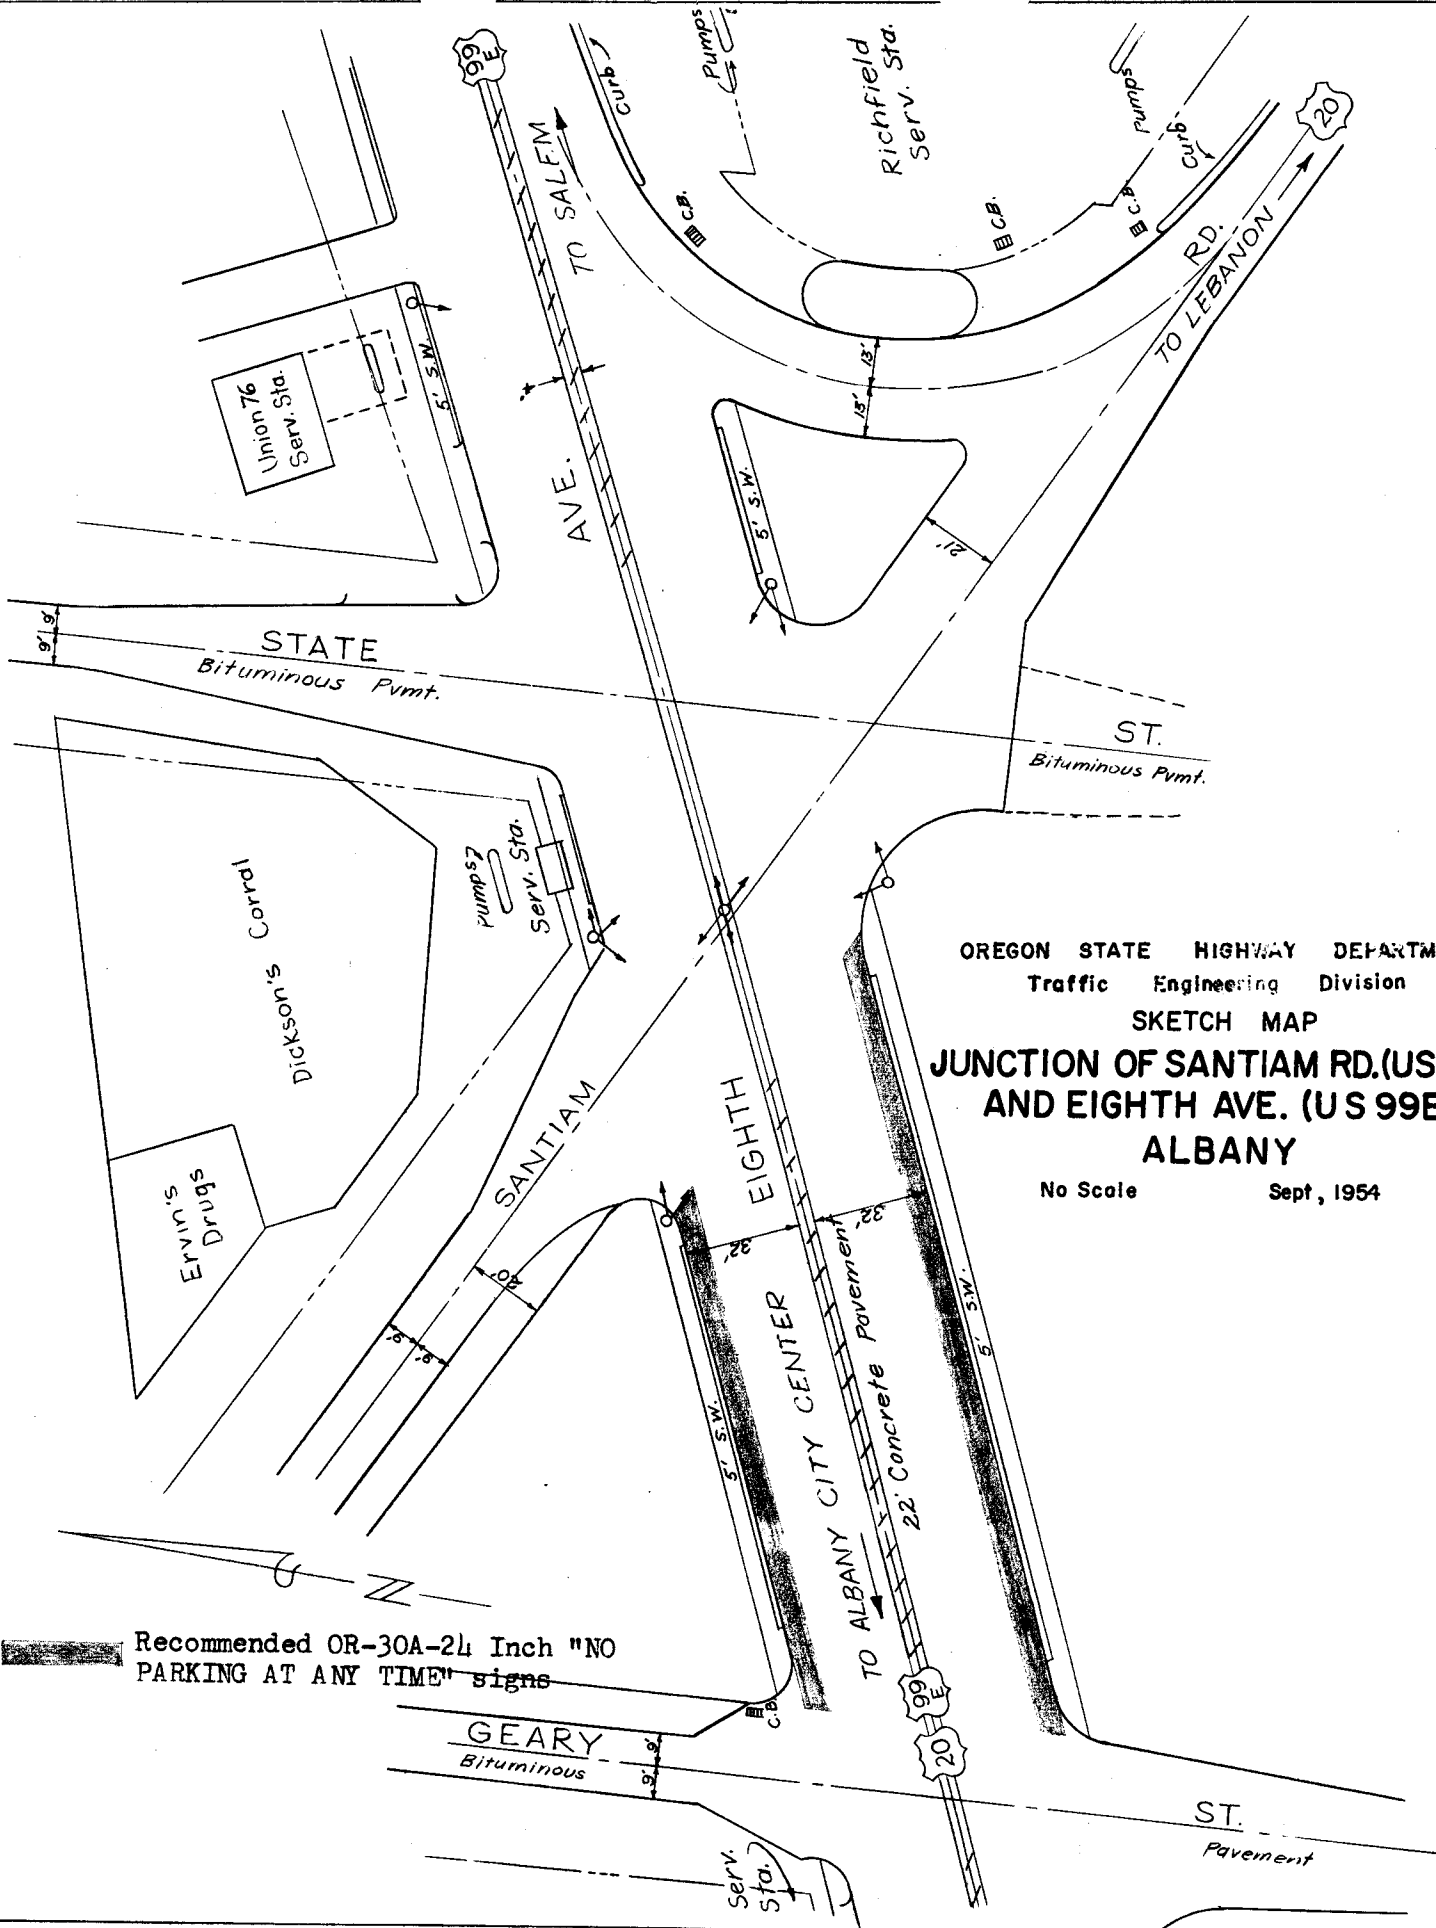 99
E
Curb
Pumps
Richfield
Serv. Sta.
Pumps
Curb
20
TO SALEM
C.B.
C.B.
C.B.
RD.
TO LEBANON
Union 76
Serv. Sta.
5' S.W.
AVE.
13'
13'
5' S.W.
21'
9' 9'
STATE
Bituminous Pvmt.
ST.
Bituminous Pvmt.
Pumps
Serv. Sta.
Dickson's Corral
Ervin's
Drugs
SANTIAM
EIGHTH
OREGON STATE HIGHWAY DEPARTM
Traffic Engineering Division
SKETCH MAP
JUNCTION OF SANTIAM RD.(US
AND EIGHTH AVE. (US 99E
ALBANY
No Scale Sept, 1954
32'
32'
20'
9'
9'
5' S.W.
5' S.W.
TO ALBANY CITY CENTER
22' Concrete Pavement
N
Recommended OR-30A-24 Inch "NO
PARKING AT ANY TIME" signs
C.B.
99
E
20
GEARY
Bituminous
9'
9'
ST.
Pavement
Serv.
Sta.